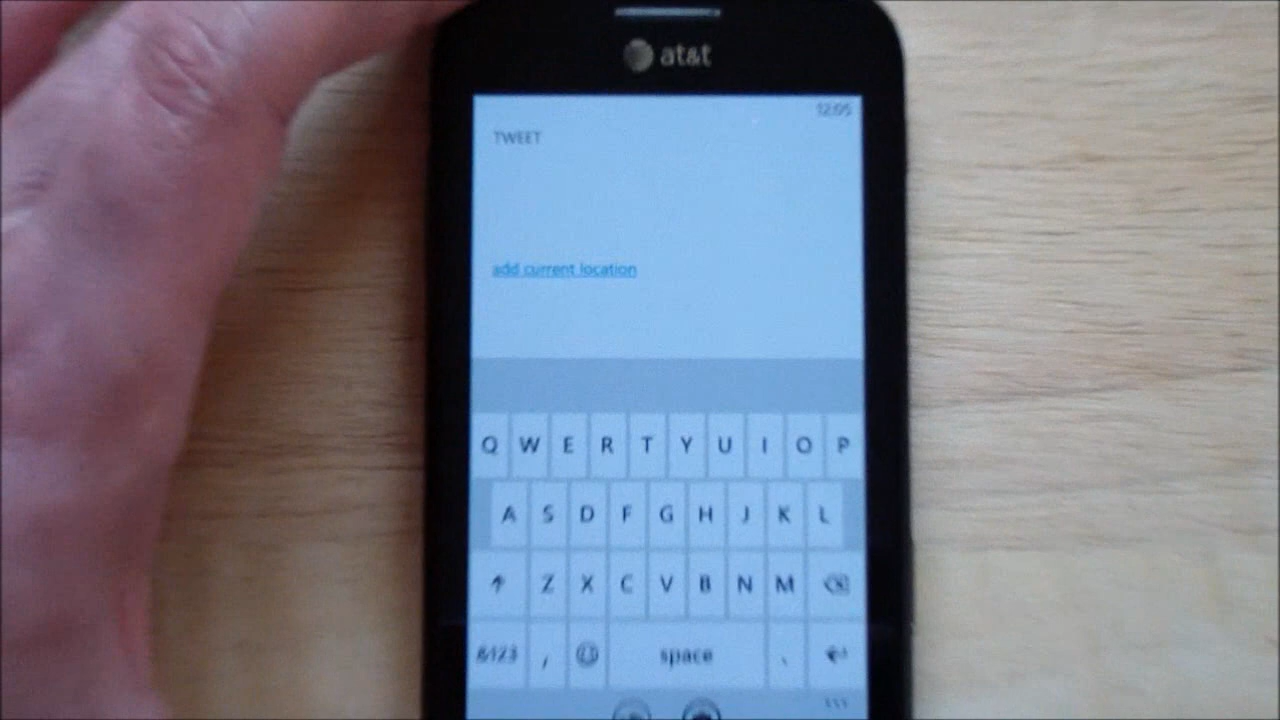 at&t
12:05
TWEET
add current location
Q W E R T Y U I O P
A S D F G H J K L
Z X C V B N M
&123 , space .